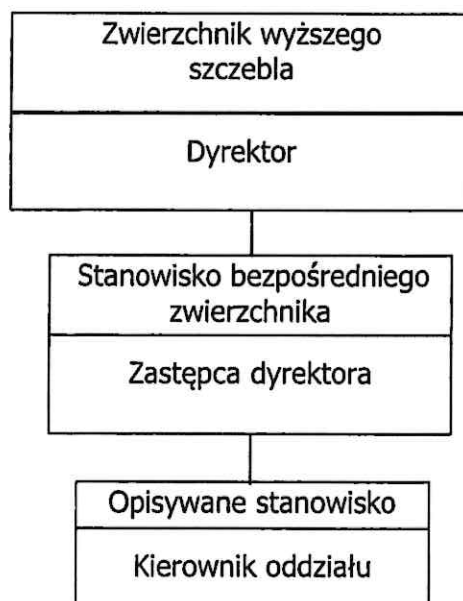 Zwierzchnik wyższego
szczebla
Dyrektor
Stanowisko bezpośredniego
zwierzchnika
Zastępca dyrektora
Opisywane stanowisko
Kierownik oddziału